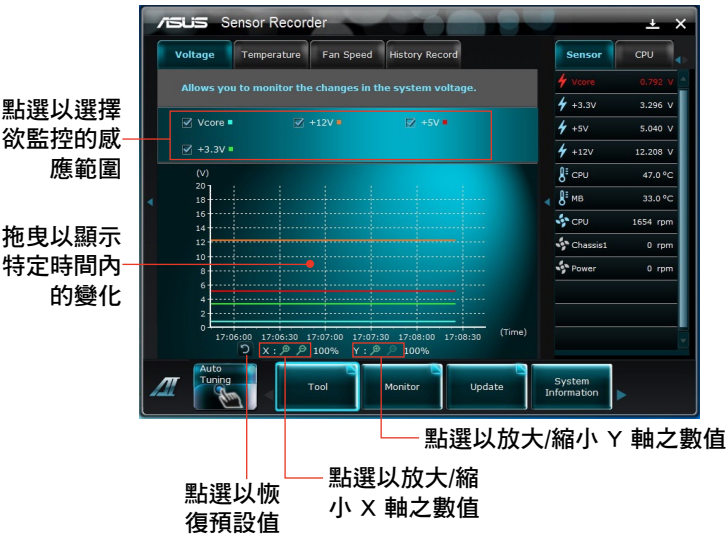 ASUS Sensor Recorder
Voltage Temperature Fan Speed History Record
Sensor CPU
Allows you to monitor the changes in the system voltage.
Vcore +12V +5V
+3.3V
(V)
20
18
16
14
12
10
8
6
4
2
0
17:06:00 17:06:30 17:07:00 17:07:30 17:08:00 17:08:30
(Time)
X : 100% Y : 100%
Vcore 0.792 V
+3.3V 3.296 V
+5V 5.040 V
+12V 12.208 V
CPU 47.0 °C
MB 33.0 °C
CPU 1654 rpm
Chassis1 0 rpm
Power 0 rpm
Auto
Tuning
Tool
Monitor
Update
System
Information
點選以選擇
欲監控的感
應範圍
拖曳以顯示
特定時間內
的變化
點選以放大/縮小 Y 軸之數值
點選以放大/縮
小 X 軸之數值
點選以恢
復預設值